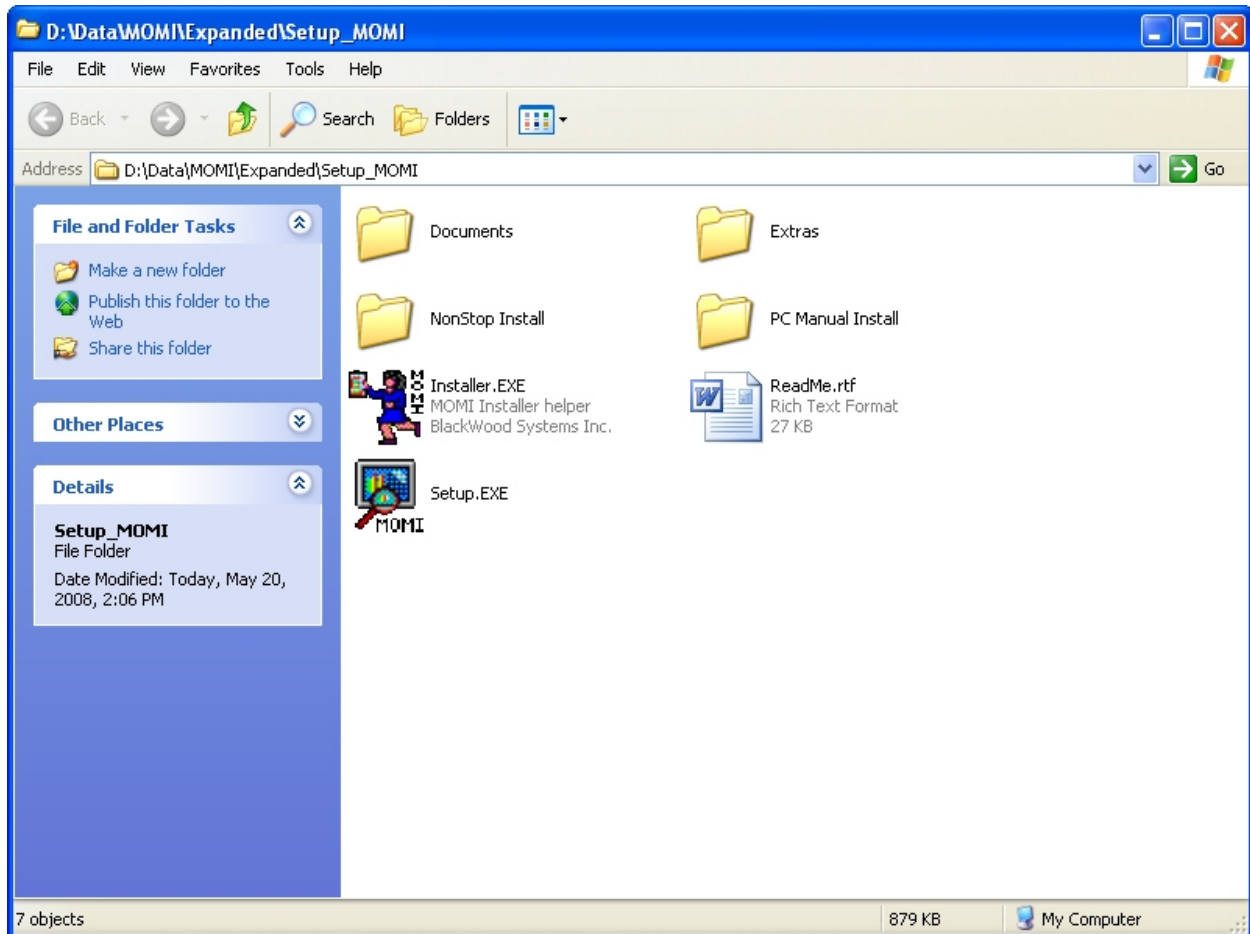 D:\Data\MOMI\Expanded\Setup_MOMI
File Edit View Favorites Tools Help
Back Search Folders
Address D:\Data\MOMI\Expanded\Setup_MOMI Go
File and Folder Tasks
Make a new folder
Publish this folder to the
Web
Share this folder
Other Places
Details
Setup_MOMI
File Folder
Date Modified: Today, May 20,
2008, 2:06 PM
Documents
Extras
NonStop Install
PC Manual Install
MOMI
Installer.EXE
MOMI Installer helper
BlackWood Systems Inc.
W
ReadMe.rtf
Rich Text Format
27 KB
Setup.EXE
MOMI
7 objects 879 KB My Computer